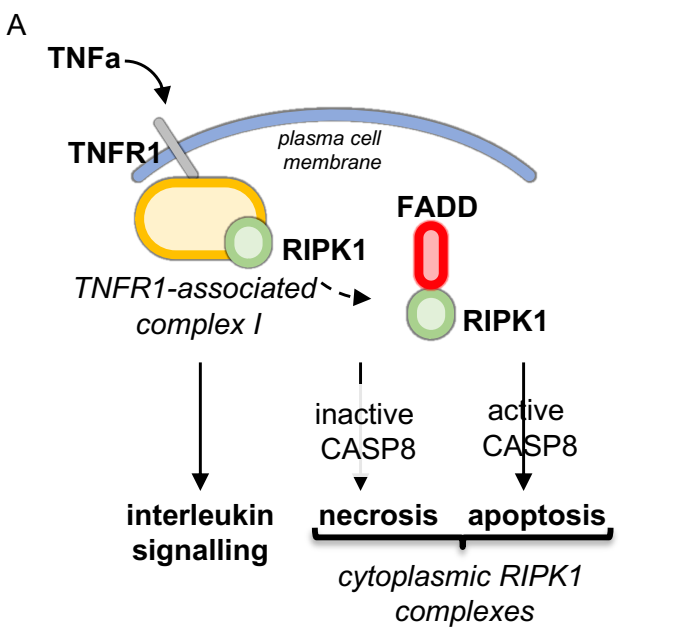 A
TNFa
TNFR1
plasma cell
membrane
FADD
RIPK1
TNFR1-associated
complex I
RIPK1
inactive
CASP8
active
CASP8
interleukin
signalling
necrosis
apoptosis
cytoplasmic RIPK1
complexes